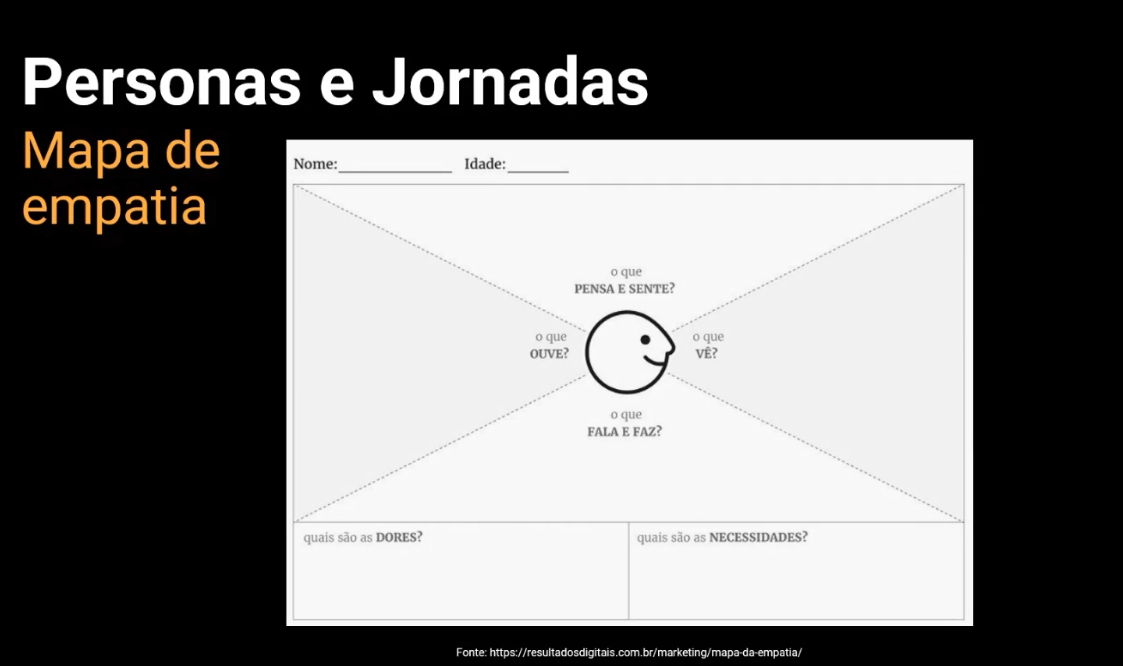 Personas e Jornadas
Mapa de
empatia
Nome:________________ Idade:________
o que
PENSA E SENTE?
o que
OUVE?
o que
VÊ?
o que
FALA E FAZ?
quais são as DORES?
quais são as NECESSIDADES?
Fonte: https://resultadosdigitais.com.br/marketing/mapa-da-empatia/